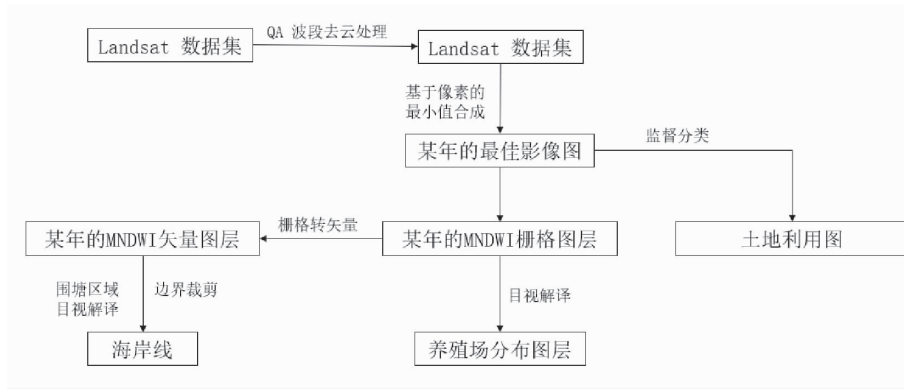 Landsat 数据集
QA 波段去云处理
Landsat 数据集
基于像素的
最小值合成
某年的最佳影像图
监督分类
某年的MNDWI矢量图层
栅格转矢量
某年的MNDWI栅格图层
土地利用图
围塘区域
目视解译
边界裁剪
目视解译
海岸线
养殖场分布图层